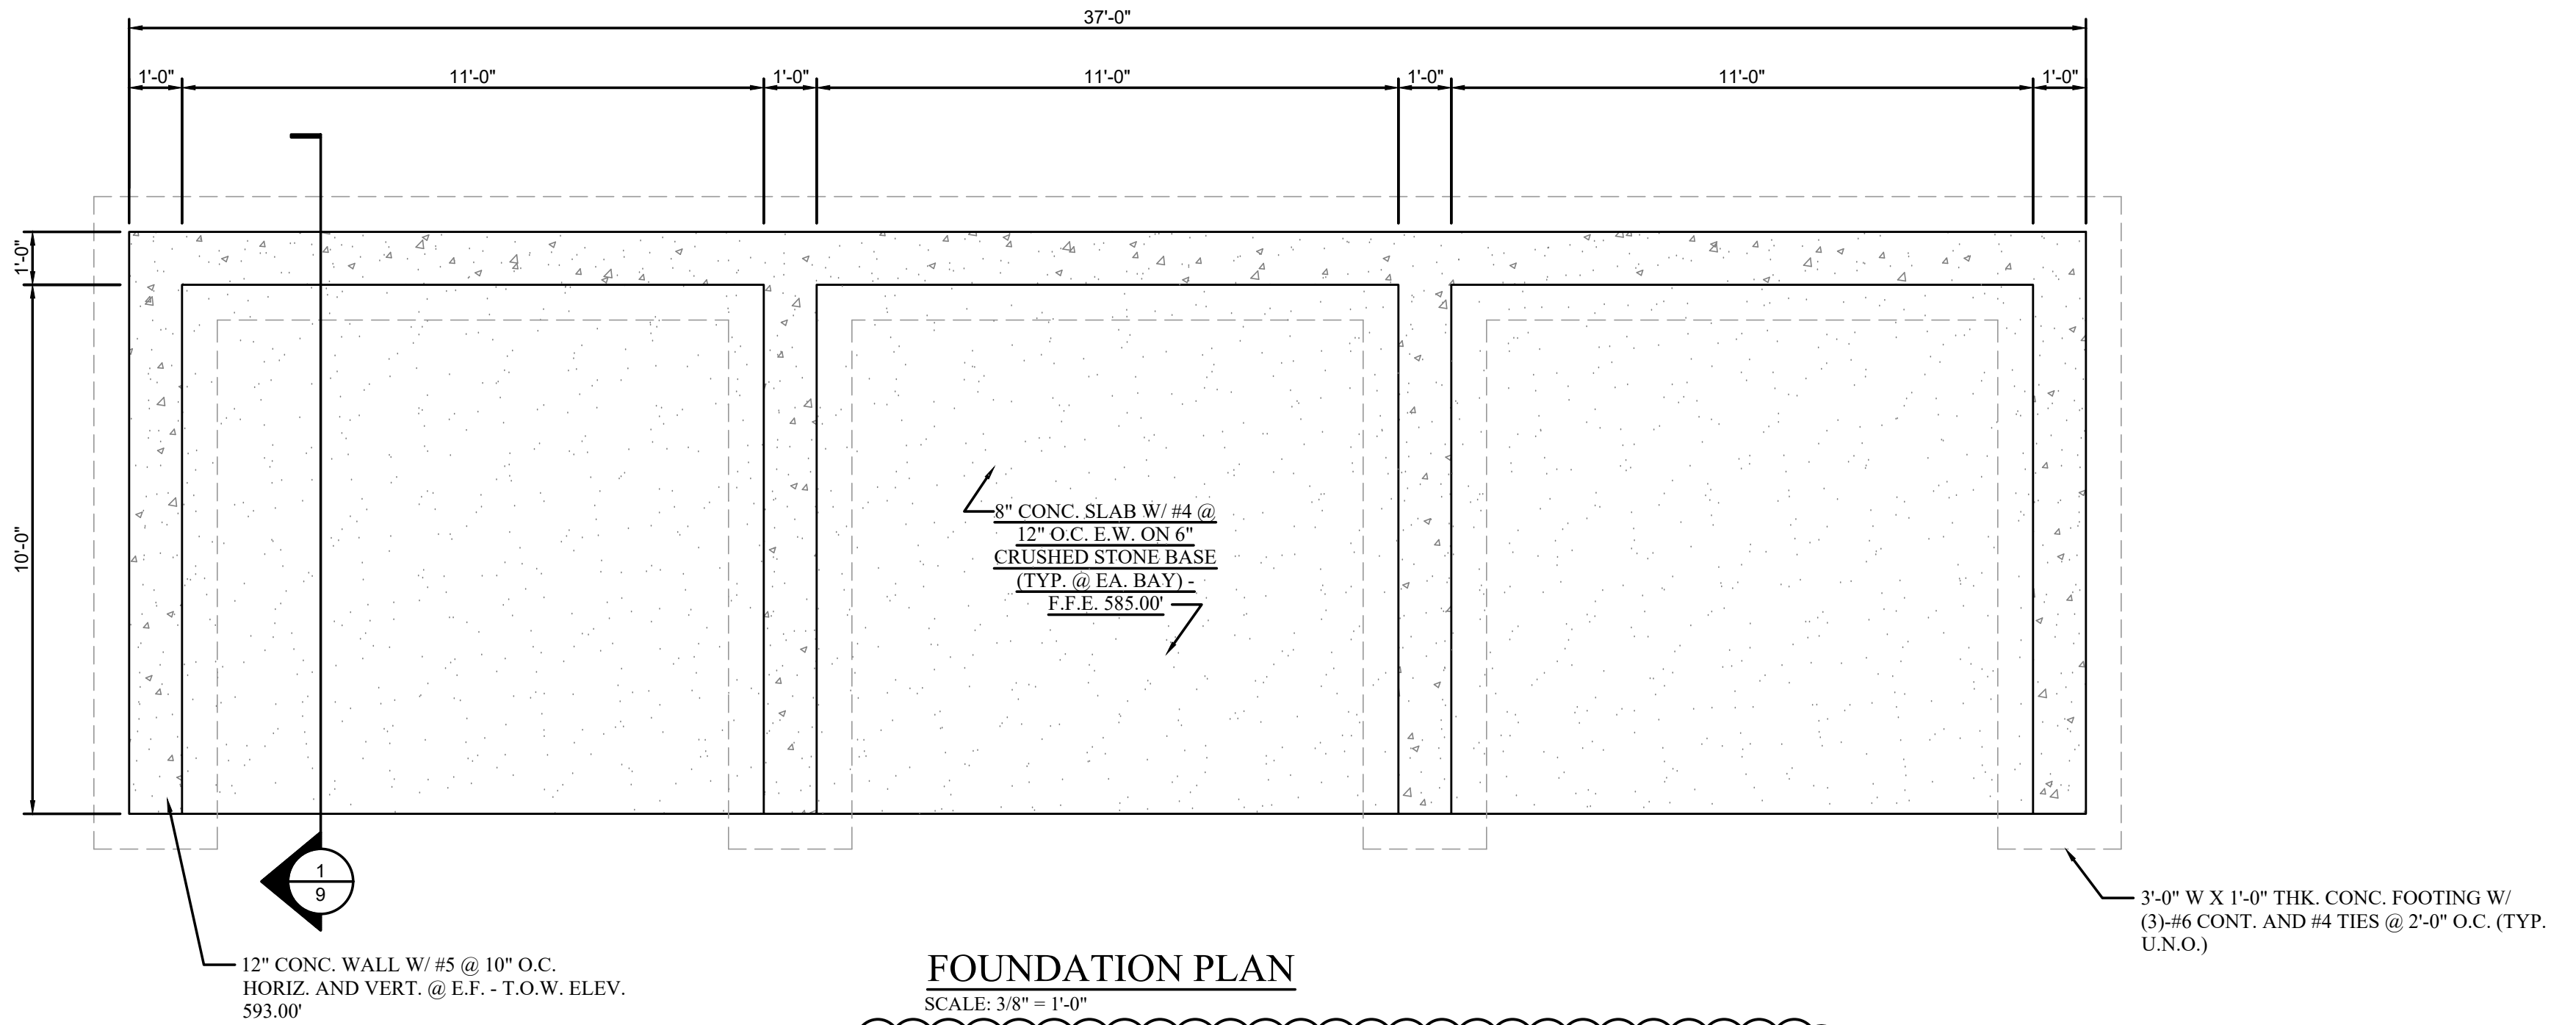 37'-0"
1'-0" 11'-0" 1'-0" 11'-0" 1'-0" 11'-0" 1'-0"
1'-0"
10'-0"
8" CONC. SLAB W/ #4 @
12" O.C. E.W. ON 6"
CRUSHED STONE BASE
(TYP. @ EA. BAY) -
F.F.E. 585.00'
1
9
3'-0" W X 1'-0" THK. CONC. FOOTING W/
(3)-#6 CONT. AND #4 TIES @ 2'-0" O.C. (TYP.
U.N.O.)
12" CONC. WALL W/ #5 @ 10" O.C.
HORIZ. AND VERT. @ E.F. - T.O.W. ELEV.
593.00'
FOUNDATION PLAN
SCALE: 3/8" = 1'-0"